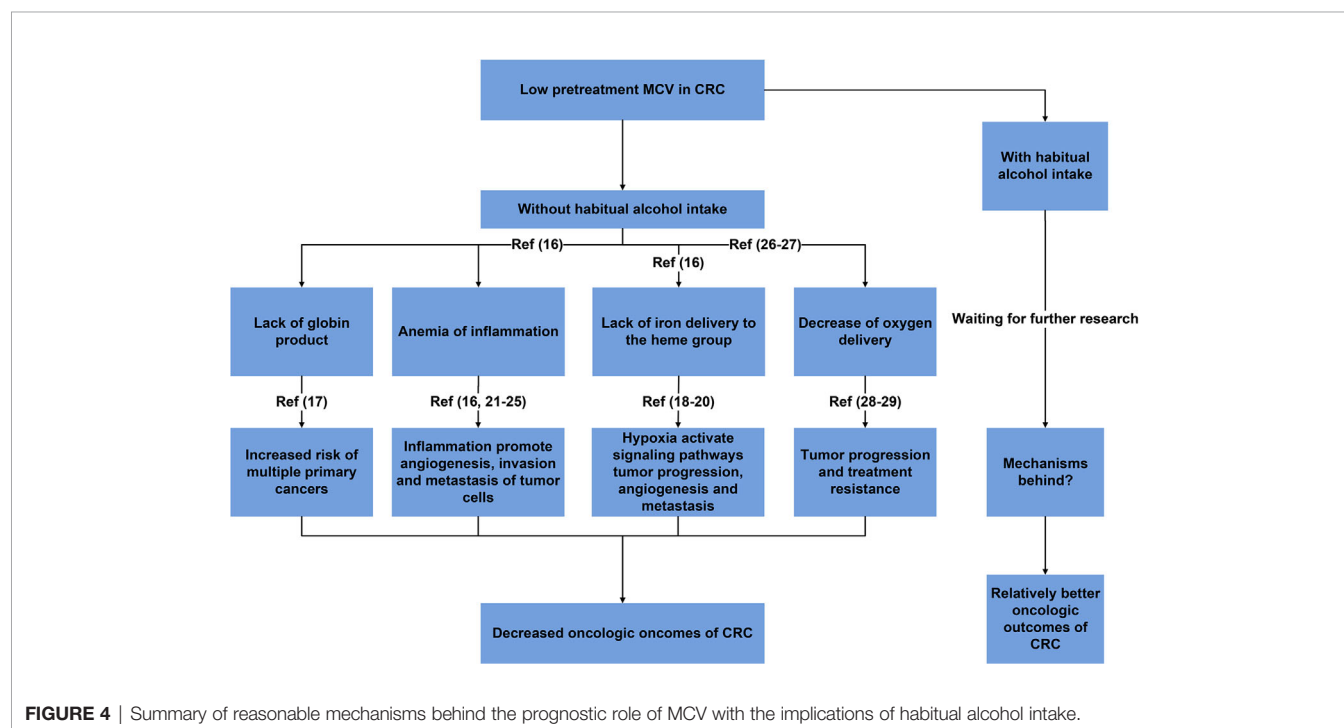 Low pretreatment MCV in CRC
With habitual
alcohol intake
Without habitual alcohol intake
Ref (16)
Ref (26-27)
Ref (16)
Lack of globin
product
Anemia of inflammation
Lack of iron delivery to
the heme group
Decrease of oxygen
delivery
Waiting for further research
Ref (17)
Ref (16, 21-25)
Ref (18-20)
Ref (28-29)
Increased risk of
multiple primary
cancers
Inflammation promote
angiogenesis, invasion
and metastasis of tumor
cells
Hypoxia activate
signaling pathways
tumor progression,
angiogenesis and
metastasis
Tumor progression
and treatment
resistance
Mechanisms
behind?
Decreased oncologic oncomes of CRC
Relatively better
oncologic
outcomes of
CRC
FIGURE 4 | Summary of reasonable mechanisms behind the prognostic role of MCV with the implications of habitual alcohol intake.